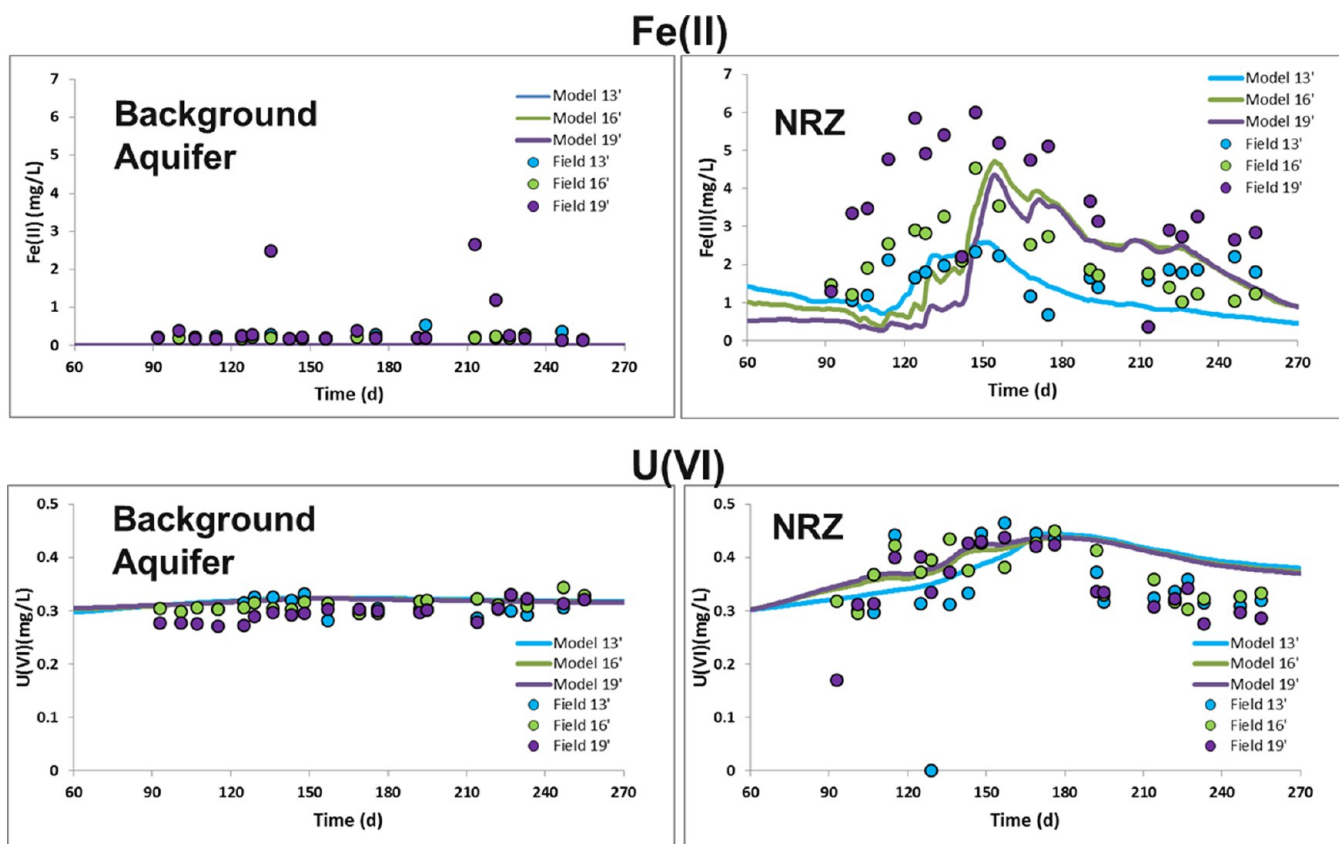 Fe(II)
Background
Aquifer
Model 13'
Model 16'
Model 19'
Field 13'
Field 16'
Field 19'
7
6
5
4
3
2
1
0
Fe(II) (mg/L)
60 90 120 150 180 210 240 270
Time (d)
NRZ
Model 13'
Model 16'
Model 19'
Field 13'
Field 16'
Field 19'
7
6
5
4
3
2
1
0
Fe(II)(mg/L)
60 90 120 150 180 210 240 270
Time (d)
U(VI)
Background
Aquifer
0.5
0.4
0.3
0.2
0.1
0
U(VI)(mg/L)
Model 13'
Model 16'
Model 19'
Field 13'
Field 16'
Field 19'
60 90 120 150 180 210 240 270
Time (d)
NRZ
0.5
0.4
0.3
0.2
0.1
0
U(VI)(mg/L)
Model 13'
Model 16'
Model 19'
Field 13'
Field 16'
Field 19'
60 90 120 150 180 210 240 270
Time (d)